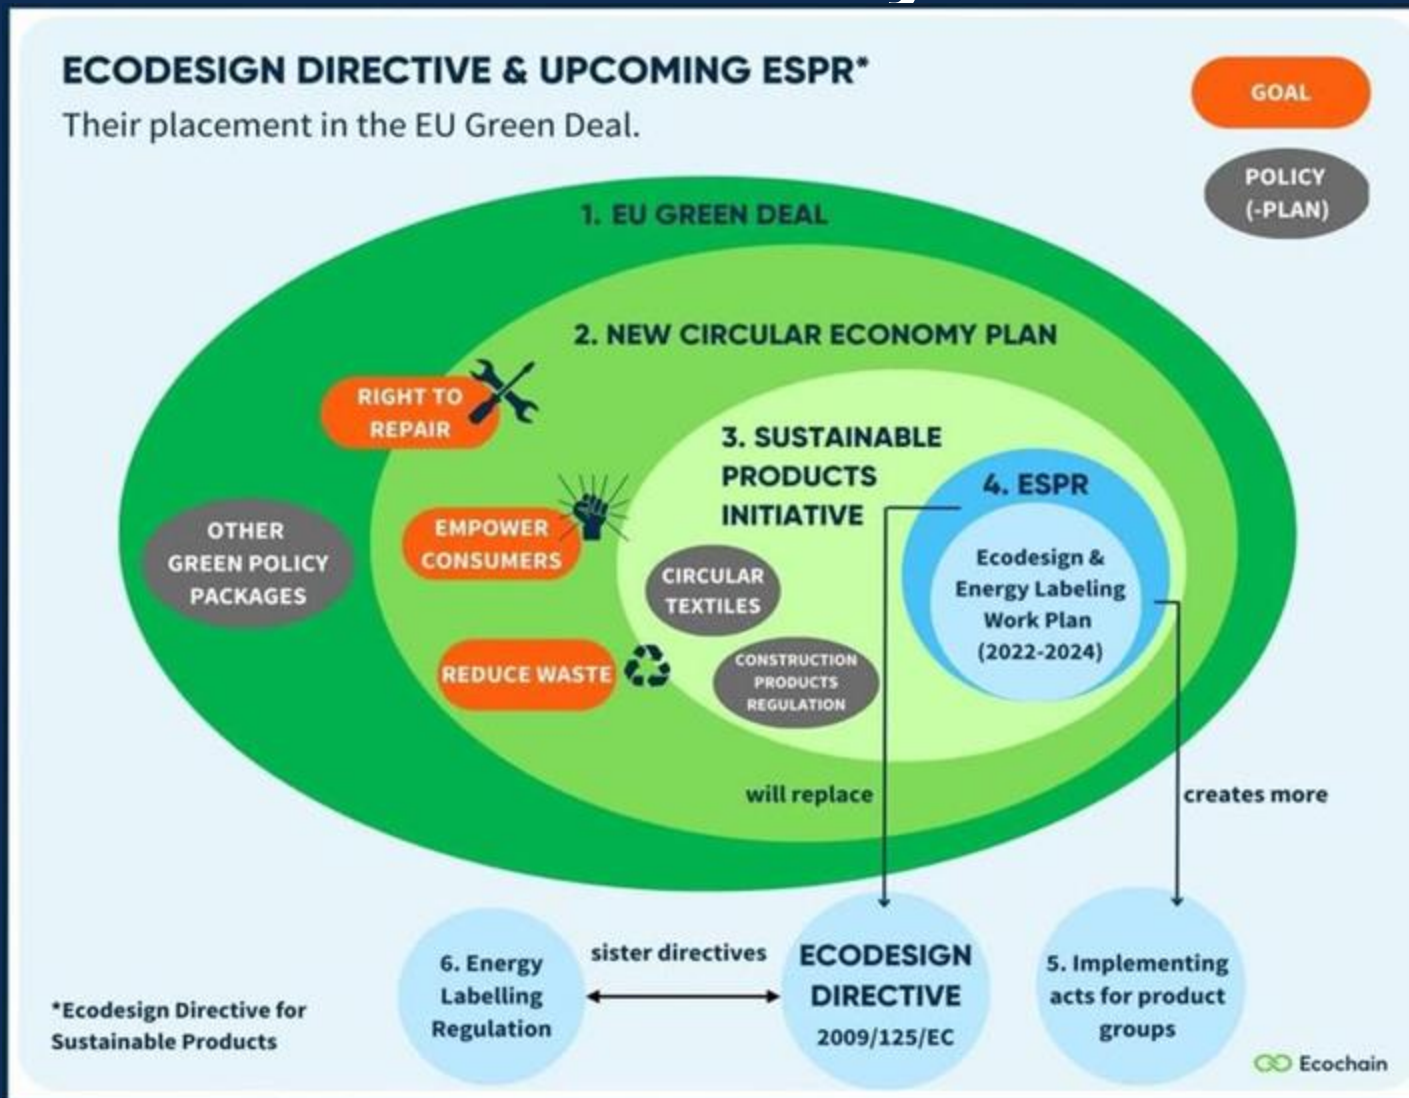 ECODESIGN DIRECTIVE & UPCOMING ESPR*
Their placement in the EU Green Deal.
GOAL
POLICY
(-PLAN)
1. EU GREEN DEAL
2. NEW CIRCULAR ECONOMY PLAN
RIGHT TO
REPAIR
3. SUSTAINABLE
PRODUCTS
INITIATIVE
4. ESPR
Ecodesign &
Energy Labeling
Work Plan
(2022-2024)
OTHER
GREEN POLICY
PACKAGES
EMPOWER
CONSUMERS
CIRCULAR
TEXTILES
REDUCE WASTE
CONSTRUCTION
PRODUCTS
REGULATION
will replace
creates more
6. Energy
Labelling
Regulation
sister directives
ECODESIGN
DIRECTIVE
2009/125/EC
5. Implementing
acts for product
groups
*Ecodesign Directive for
Sustainable Products
Ecochain